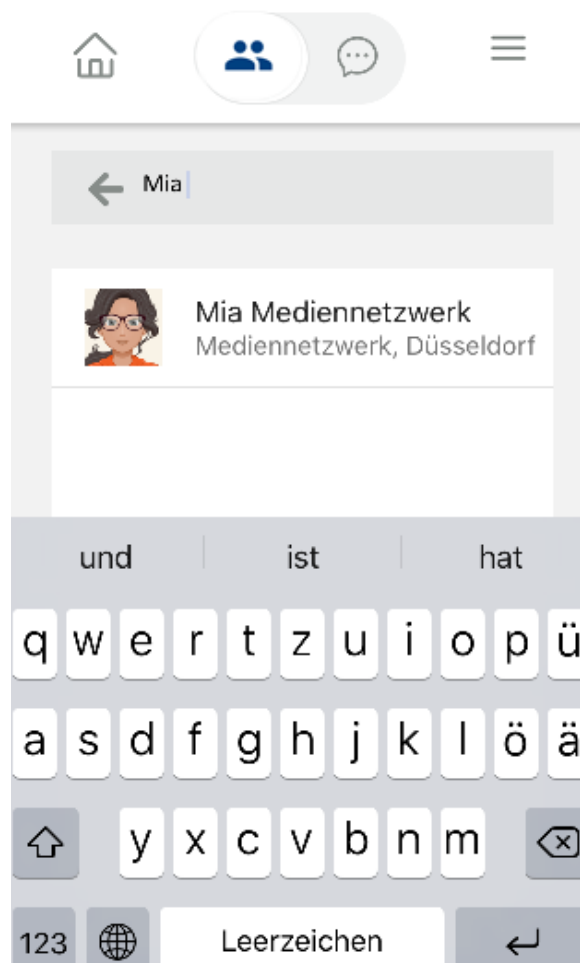 Mia
Mia Mediennetzwerk
Mediennetzwerk, Düsseldorf
und ist hat
q w e r t z u i o p ü
a s d f g h j k l ö ä
y x c v b n m
123 Leerzeichen